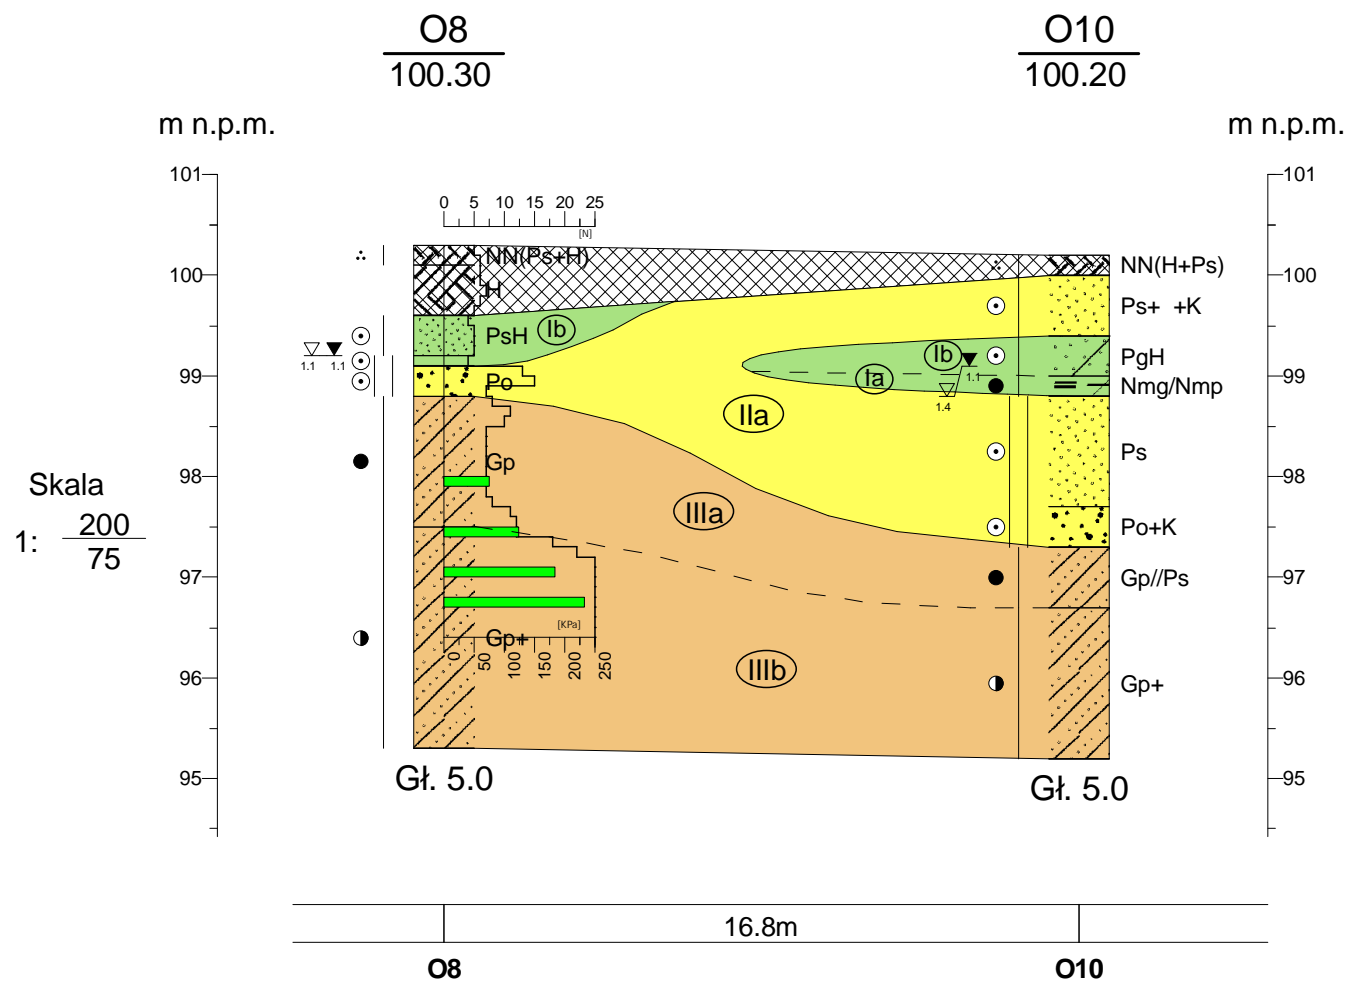 O8 O10
100.30 100.20
m n.p.m. m n.p.m.
101 101
0 5 10 15 20 25
[N]
NN(Ps+H)
100 NN(H+Ps) 100
H
Ps+ +K
PsH Ib
Ib PgH
1.1 1.1
1.1
99 Po Ia Nmg/Nmp 99
1.4
IIa
Gp Ps
98 98
Skala
1: 200
75
IIIa
Po+K
97 Gp//Ps 97
[KPa]
Gp+
0 50 100 150 200 250
IIIb
96 Gp+ 96
95 95
Gł. 5.0 Gł. 5.0
16.8m
O8 O10